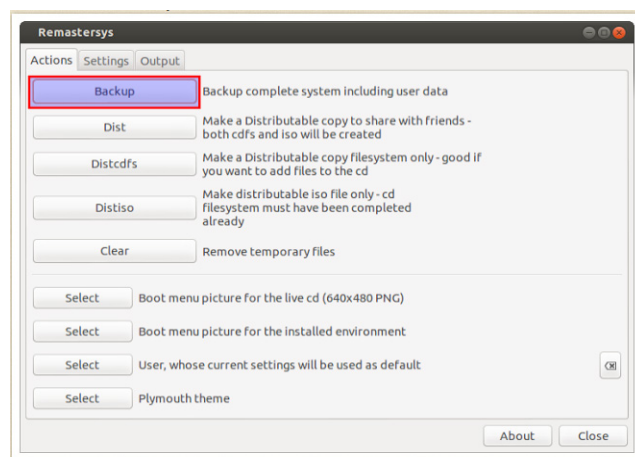 Remastersys
Actions Settings Output
Backup Backup complete system including user data
Dist Make a Distributable copy to share with friends -
both cdfs and iso will be created
Distcdfs Make a Distributable copy filesystem only - good if
you want to add files to the cd
Distiso Make distributable iso file only - cd
filesystem must have been completed
already
Clear Remove temporary files
Select Boot menu picture for the live cd (640x480 PNG)
Select Boot menu picture for the installed environment
Select User, whose current settings will be used as default
Select Plymouth theme
About Close